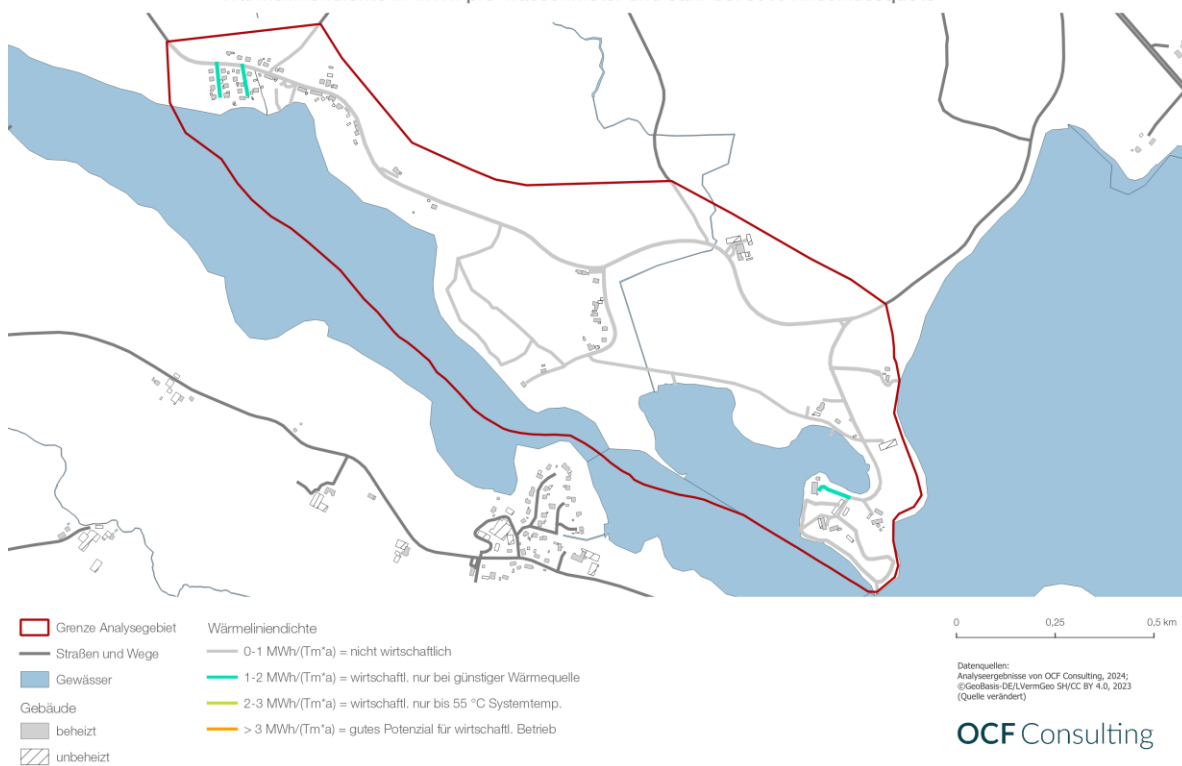 Grenze Analysegebiet
Straßen und Wege
Gewässer
Gebäude
beheizt
unbeheizt
Wärmeliniendichte
0-1 MWh/(Tm*a) = nicht wirtschaftlich
1-2 MWh/(Tm*a) = wirtschaftl. nur bei günstiger Wärmequelle
2-3 MWh/(Tm*a) = wirtschaftl. nur bis 55 °C Systemtemp.
> 3 MWh/(Tm*a) = gutes Potenzial für wirtschaftl. Betrieb
0 0,25 0,5 km
Datenquellen:
Analyseergebnisse von OCF Consulting, 2024;
©GeoBasis-DE/LVermGeo SH/CC BY 4.0, 2023
(Quelle verändert)
OCF Consulting